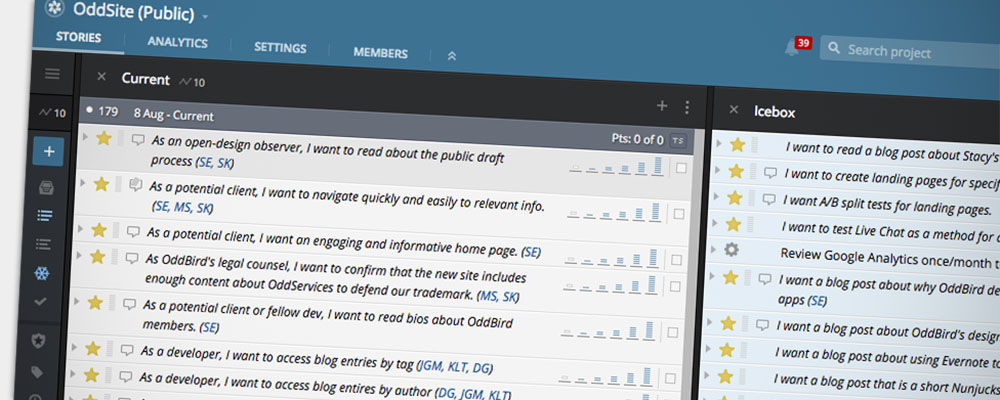 OddSite (Public)
STORIES
ANALYTICS
SETTINGS
MEMBERS
39
Search project
10
Current
10
179
8 Aug - Current
Pts: 0 of 0
TS
As an open-design observer, I want to read about the public draft
process (SE, SK)
As a potential client, I want to navigate quickly and easily to relevant info.
(SE, MS, SK)
As a potential client, I want an engaging and informative home page. (SE)
As OddBird's legal counsel, I want to confirm that the new site includes
enough content about OddServices to defend our trademark. (MS, SK)
As a potential client or fellow dev, I want to read bios about OddBird
members. (SE)
As a developer, I want to access blog entries by tag (JGM, KLT, DG)
As a developer, I want to access blog entires by author (DG, JGM, KLT)
Icebox
I want to read a blog post about Stacy's
I want to create landing pages for specif
I want A/B split tests for landing pages.
I want to test Live Chat as a method for
Review Google Analytics once/month t
I want a blog post about why OddBird de
apps (SE)
I want a blog post about OddBird's design
I want a blog post about using Evernote to
I want a blog post that is a short Nunjucks